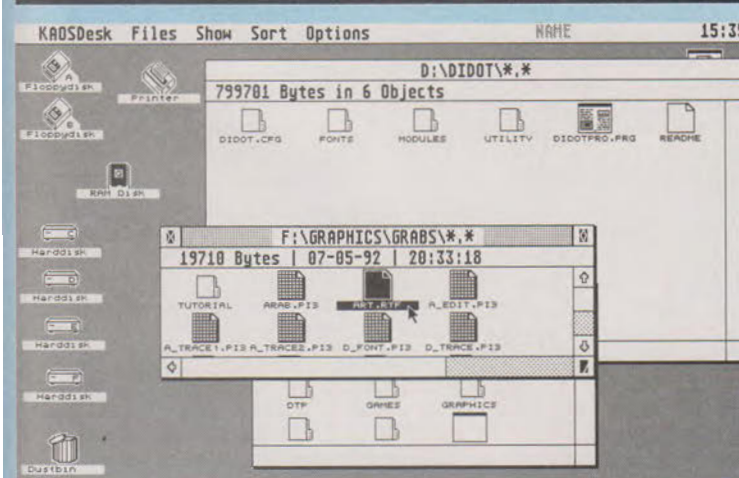 KAOSDesk Files Show Sort Options NAME 15:35
A
Floppydisk
Printer
B
Floppydisk
RAM Disk
Harddisk
Harddisk
Harddisk
Harddisk
Dustbin
D:\DIDOT\*,*
799701 Bytes in 6 Objects
DIDOT.CFG FONTS MODULES UTILITY DIDOTPRO.PRG README
F:\GRAPHICS\GRABS\*,*
19710 Bytes | 07-05-92 | 20:33:18
TUTORIAL ARAB.PI3 ART.RTF A_EDIT.PI3
A_TRACE1.PI3 A_TRACE2.PI3 D_FONT.PI3 D_TRACE.PI3
DTP GAMES GRAPHICS